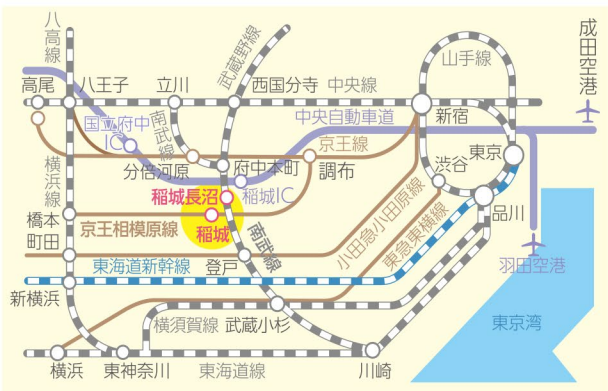 八高線
武蔵野線
山手線
成田空港
高尾
八王子
立川
西国分寺
中央線
新宿
国立府中
IC
南武線
中央自動車道
京王線
東京
分倍河原
府中本町
調布
渋谷
横浜線
稲城長沼
稲城IC
品川
橋本
京王相模原線
稲城
南武線
小田急小田原線
東急東横線
町田
東海道新幹線
登戸
羽田空港
新横浜
横須賀線
武蔵小杉
東京湾
横浜
東神奈川
東海道線
川崎